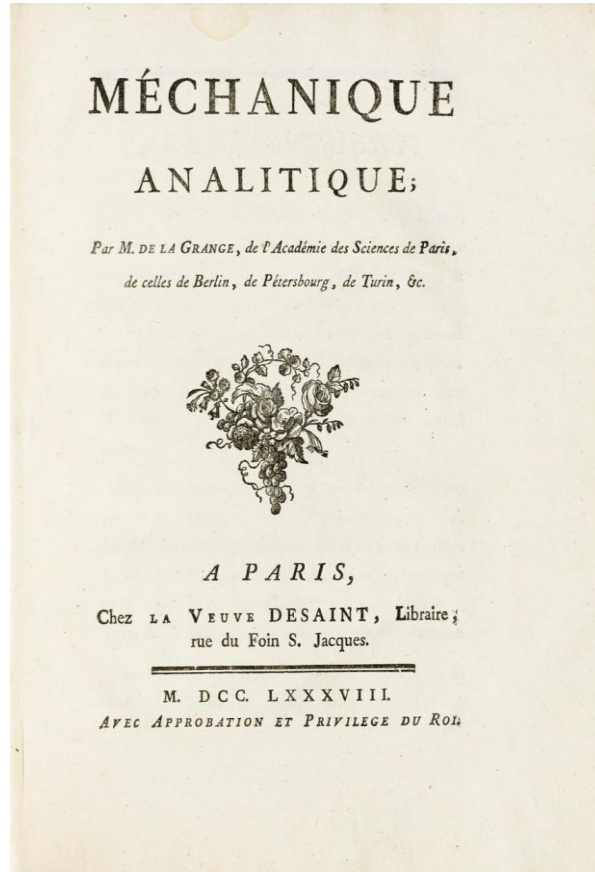 MÉCHANIQUE
ANALITIQUE;
Par M. DE LA GRANGE, de l'Académie des Sciences de Paris,
de celles de Berlin, de Pétersbourg, de Turin, &c.
A PARIS,
Chez LA VEUVE DESAINT, Libraire;
rue du Foin S. Jacques.
M. DCC. LXXXVIII.
AVEC APPROBATION ET PRIVILEGE DU ROI.